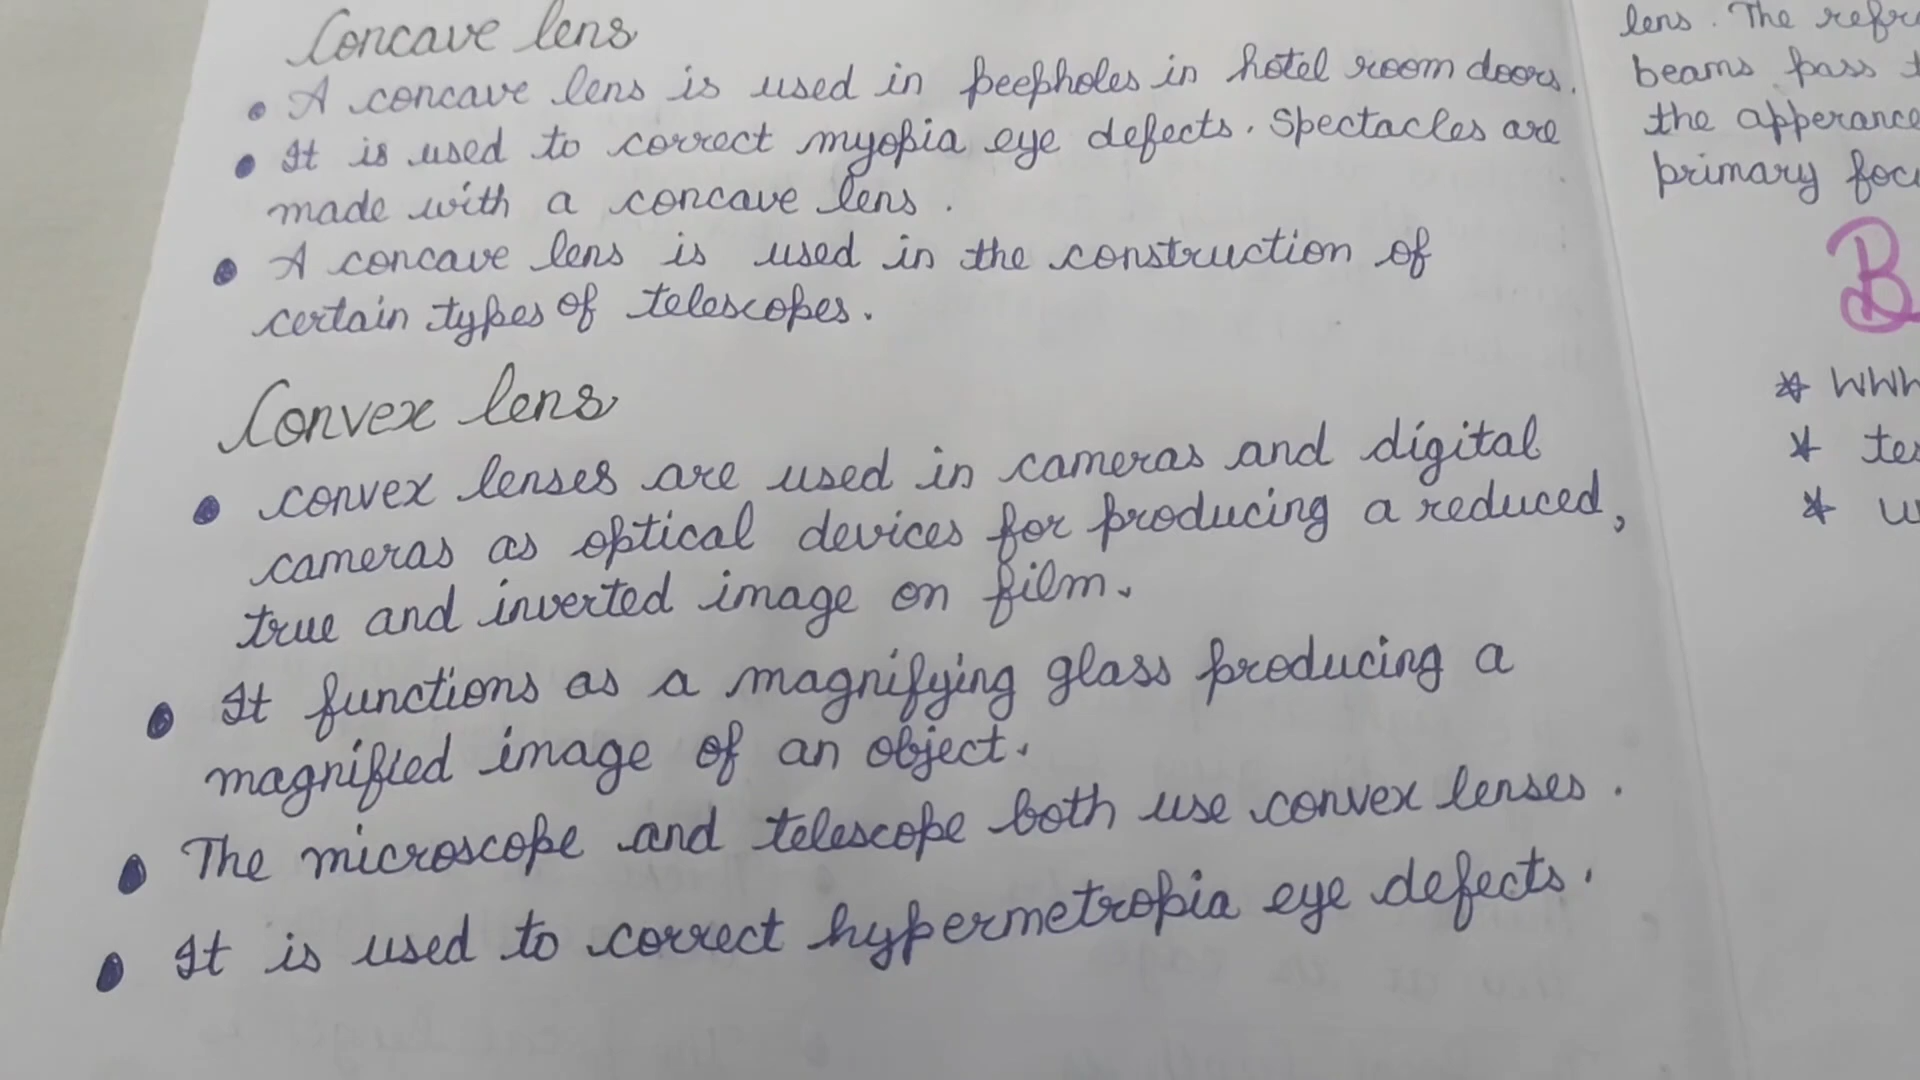 Concave lens
• A concave lens is used in peepholes in hotel room doors.
• It is used to correct myopia eye defects. Spectacles are
made with a concave lens.
• A concave lens is used in the construction of
certain types of telescopes.
Convex lens
• convex lenses are used in cameras and digital
cameras as optical devices for producing a reduced,
true and inverted image on film.
• It functions as a magnifying glass producing a
magnified image of an object.
• The microscope and telescope both use convex lenses.
• It is used to correct hypermetropia eye defects.
lens. The
beams pass
the
primary
B
* 
* 
*